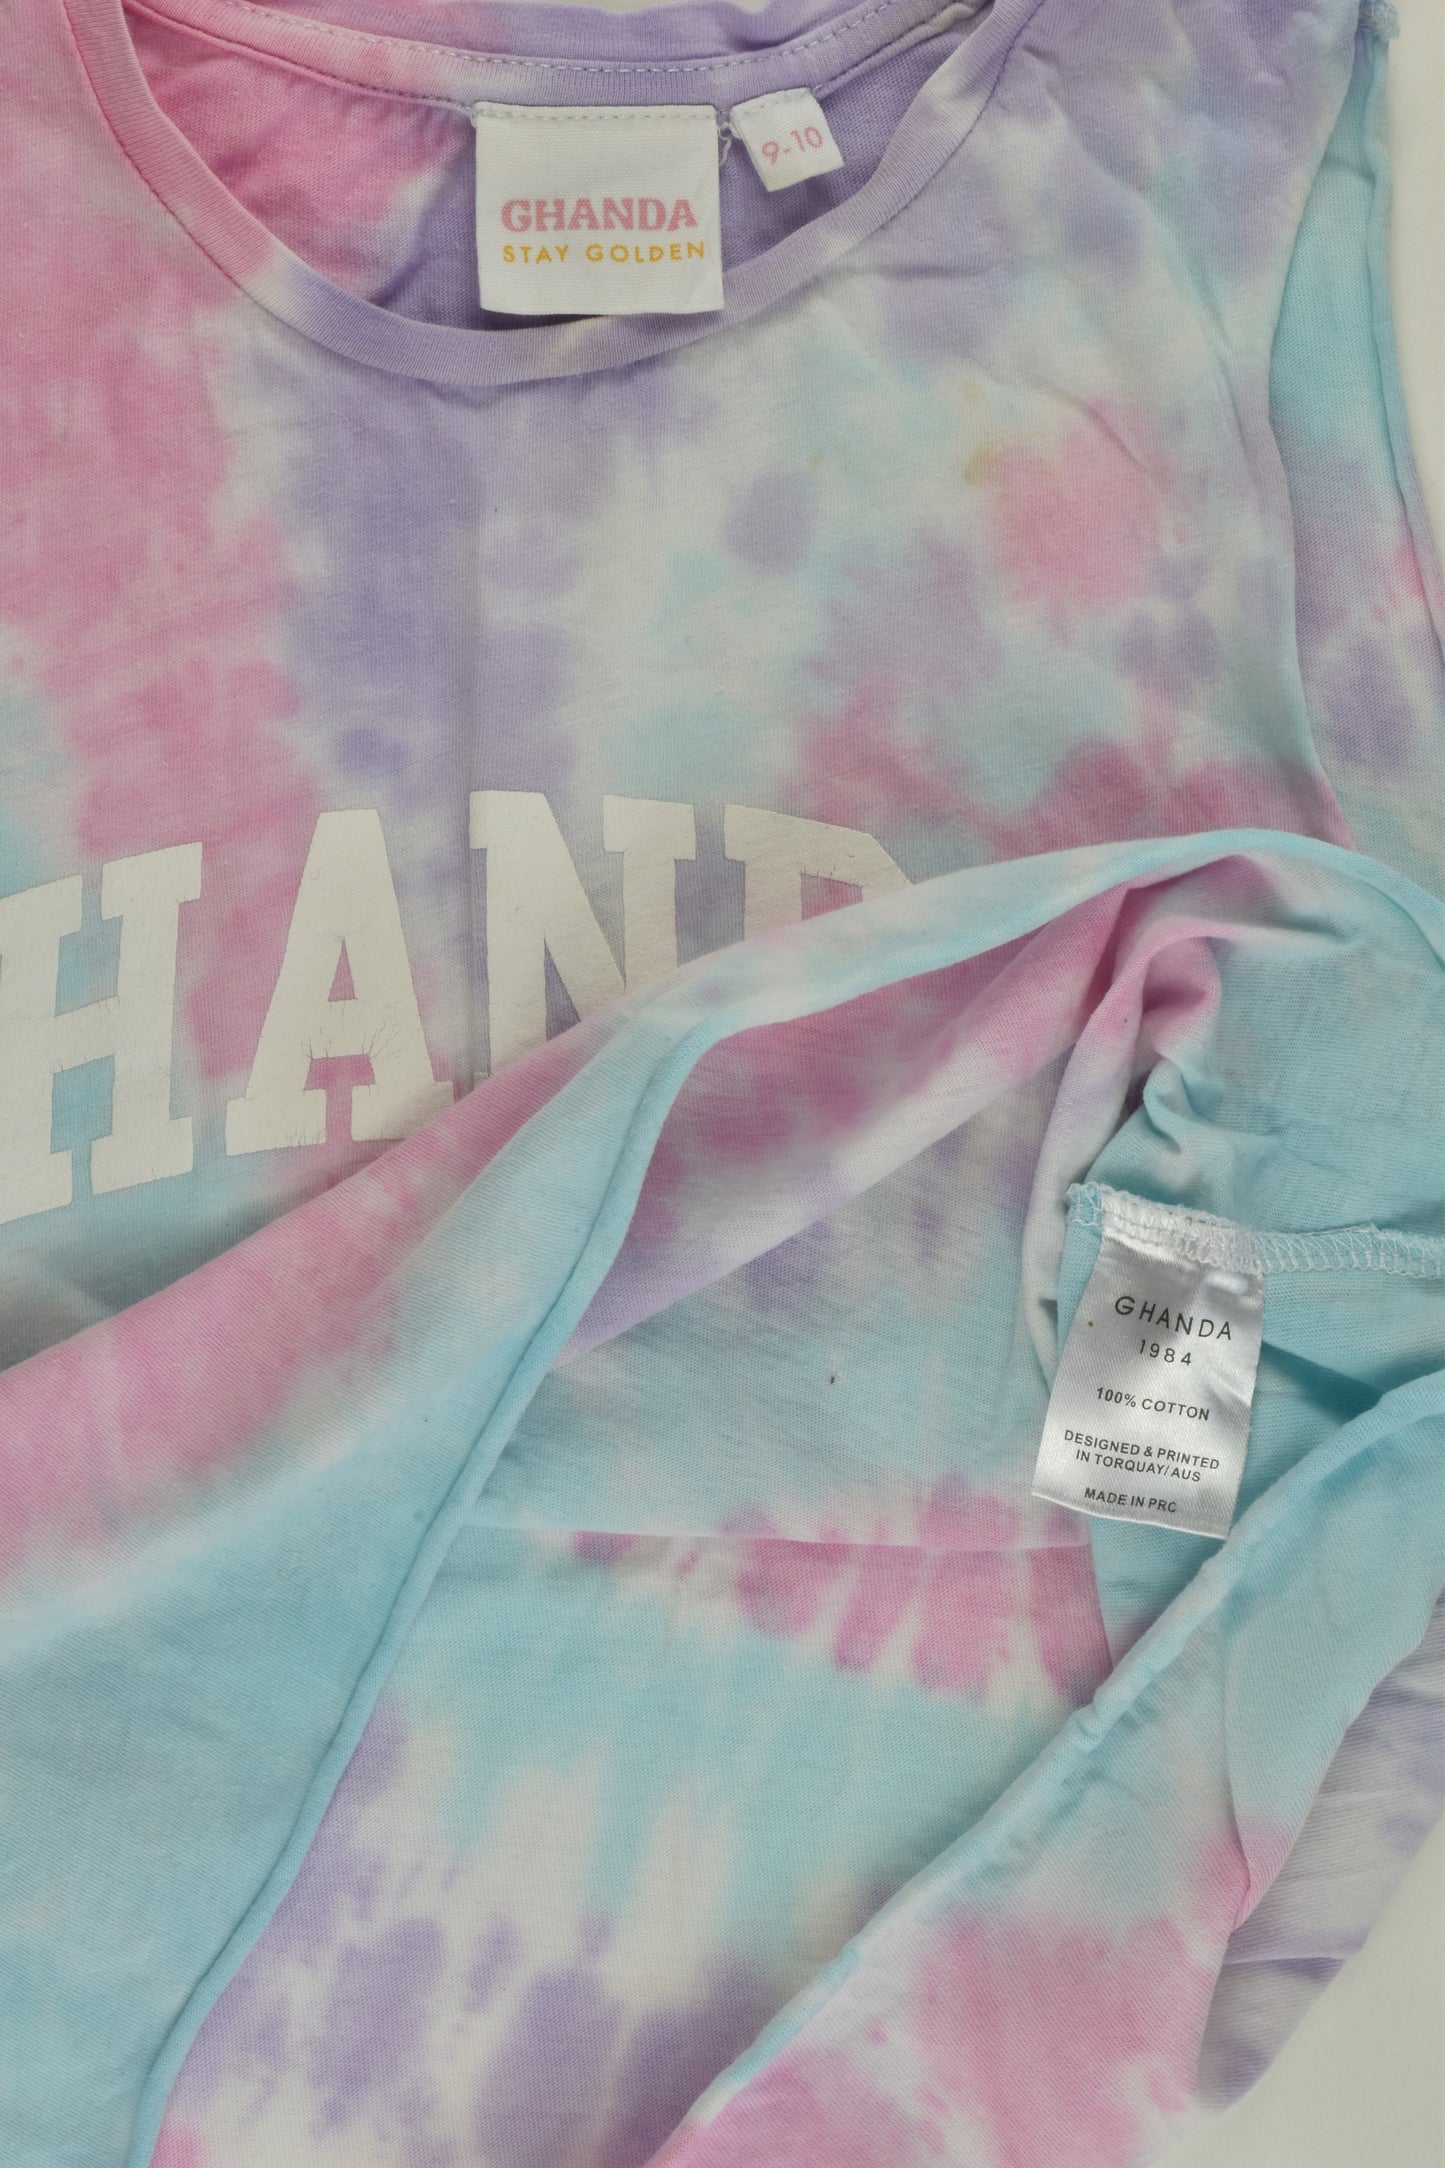 GHANDA
STAY GOLDEN
9-10
HAND
GHANDA
1984
100% COTTON
DESIGNED & PRINTED
IN TORQUAY/AUS
MADE IN PRC